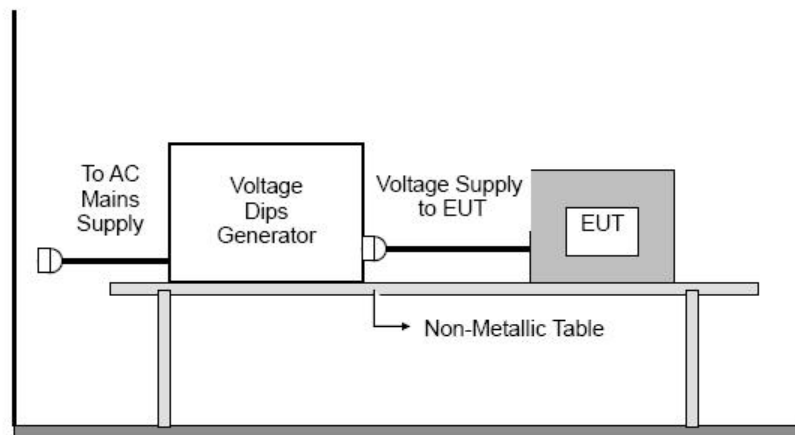 To AC
Mains
Supply
Voltage
Dips
Generator
Voltage Supply
to EUT
EUT
Non-Metallic Table